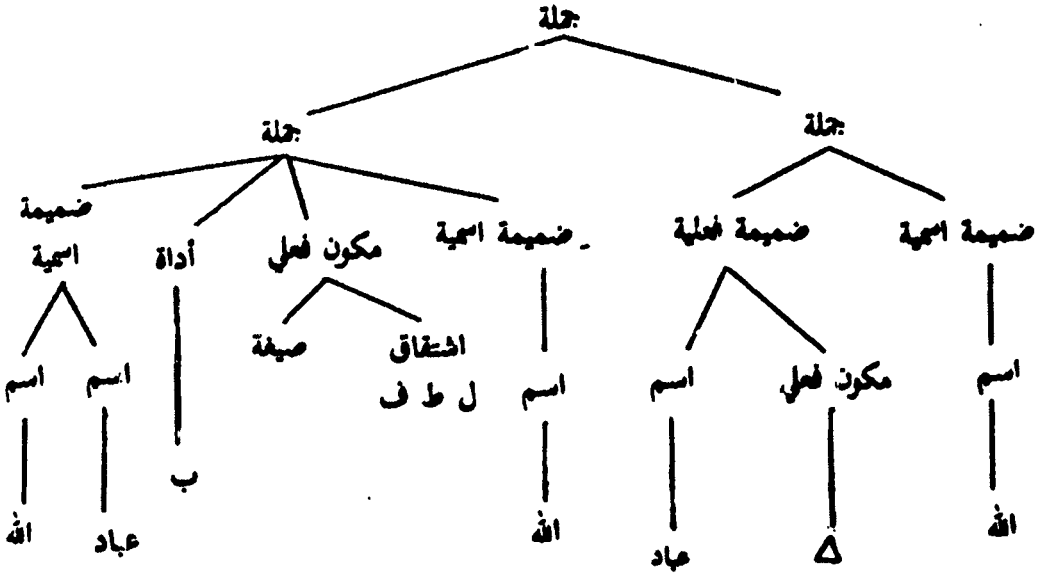 جملة
جملة جملة
ضميمة اسمية ضميمة فعلية ضميمة اسمية مكون فعلي أداة ضميمة اسمية
اشتقاق صيغة
ل ط ف
اسم مكون فعلي اسم اسم اسم اسم
ب
الله Δ عباد الله عباد الله